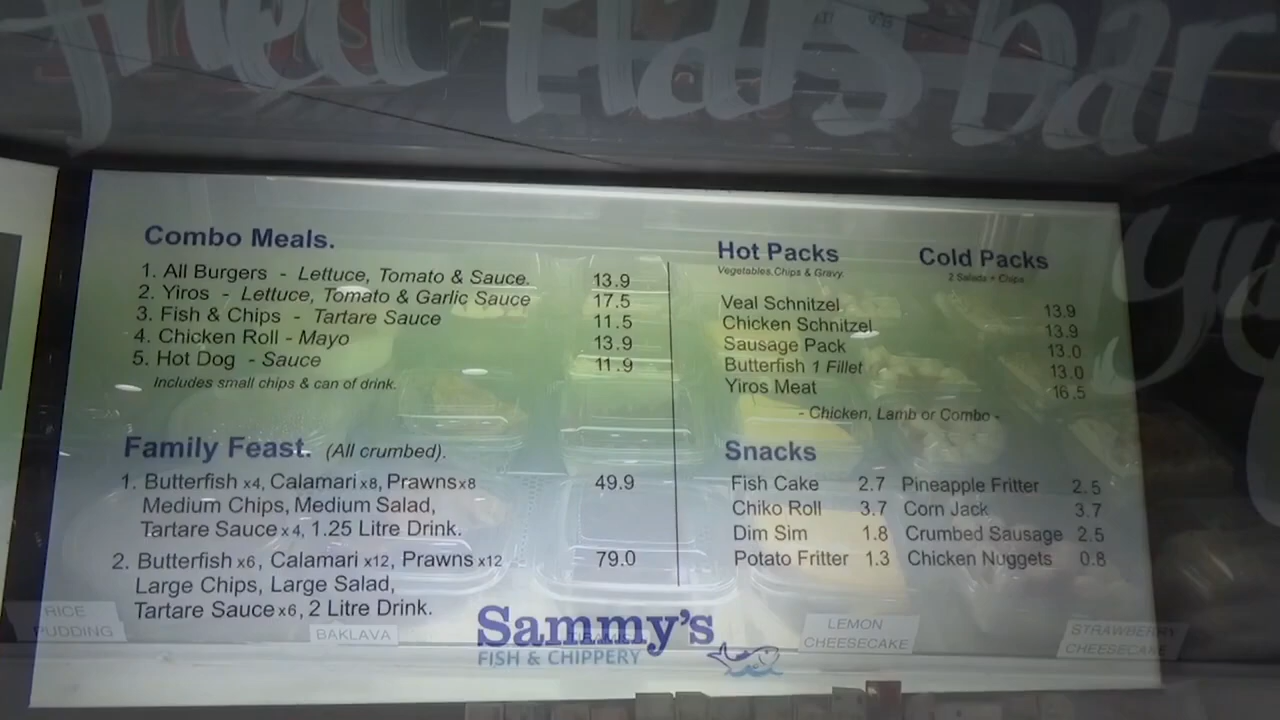 Combo Meals.
1. All Burgers - Lettuce, Tomato & Sauce. 13.9
2. Yiros - Lettuce, Tomato & Garlic Sauce 17.5
3. Fish & Chips - Tartare Sauce 11.5
4. Chicken Roll - Mayo 13.9
5. Hot Dog - Sauce 11.9
Includes small chips & can of drink.
Family Feast. (All crumbed).
1. Butterfish x4, Calamari x8, Prawns x8 49.9
Medium Chips, Medium Salad,
Tartare Sauce x4, 1.25 Litre Drink.
2. Butterfish x6, Calamari x12, Prawns x12 79.0
Large Chips, Large Salad,
Tartare Sauce x6, 2 Litre Drink.
Hot Packs Cold Packs
Vegetables, Chips & Gravy. 2 Salads + Chips
Veal Schnitzel 13.9
Chicken Schnitzel 13.9
Sausage Pack 13.0
Butterfish 1 Fillet 13.0
Yiros Meat 16.5
- Chicken, Lamb or Combo -
Snacks
Fish Cake 2.7 Pineapple Fritter 2.5
Chiko Roll 3.7 Corn Jack 3.7
Dim Sim 1.8 Crumbed Sausage 2.5
Potato Fritter 1.3 Chicken Nuggets 0.8
Sammy's
FISH & CHIPPERY
RICE
PUDDING
BAKLAVA
LEMON
CHEESECAKE
STRAWBERRY
CHEESECAKE